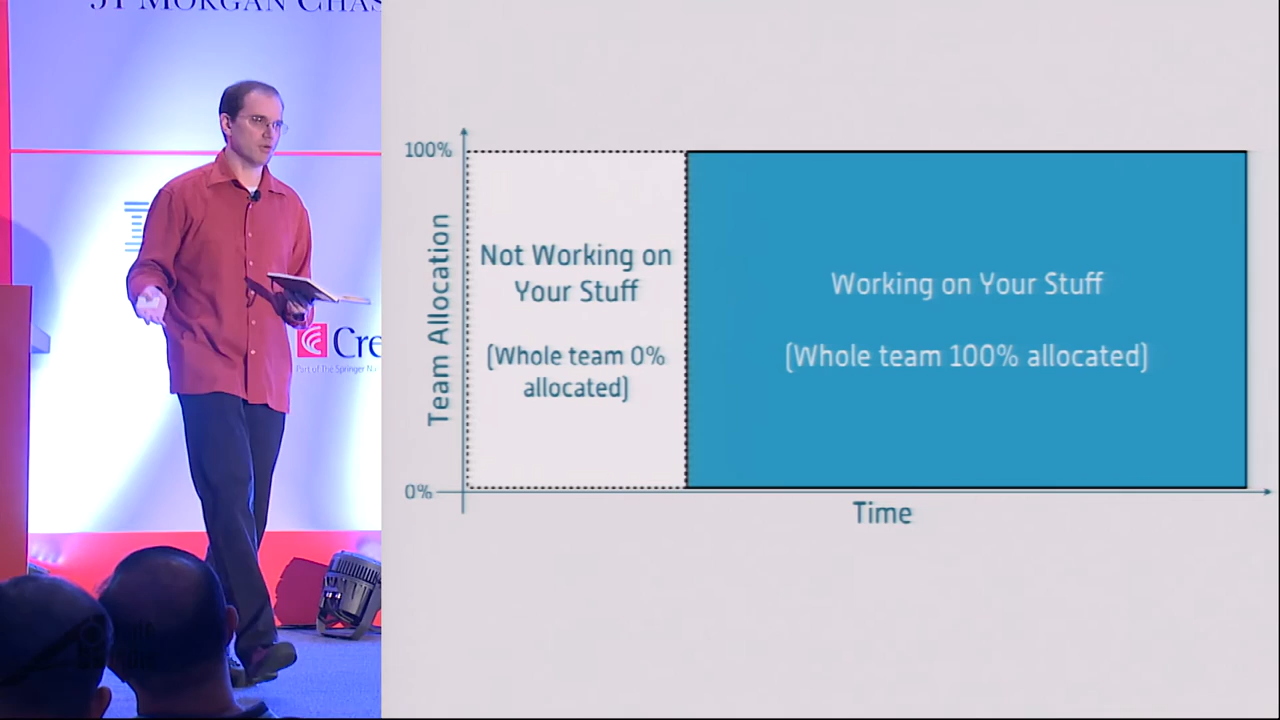 JP MORGAN CHAS
Cre
Part of The Springer Na
100%
Team Allocation
0%
Not Working on
Your Stuff
(Whole team 0%
allocated)
Working on Your Stuff
(Whole team 100% allocated)
Time